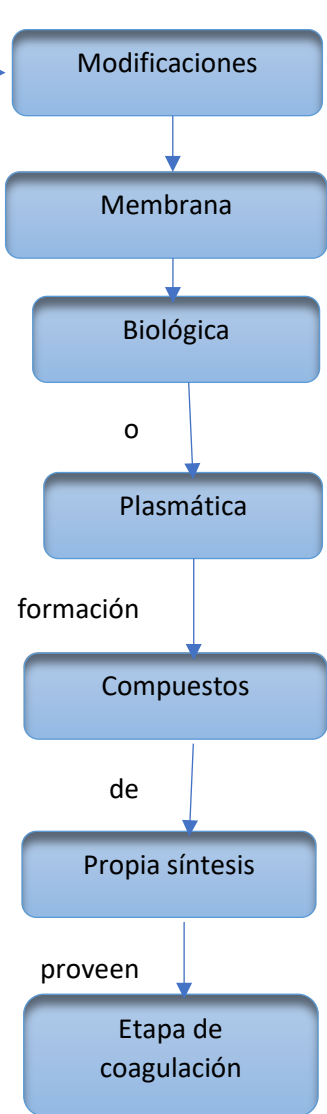 Modificaciones
Membrana
Biológica
o
Plasmática
formación
Compuestos
de
Propia síntesis
proveen
Etapa de
coagulación